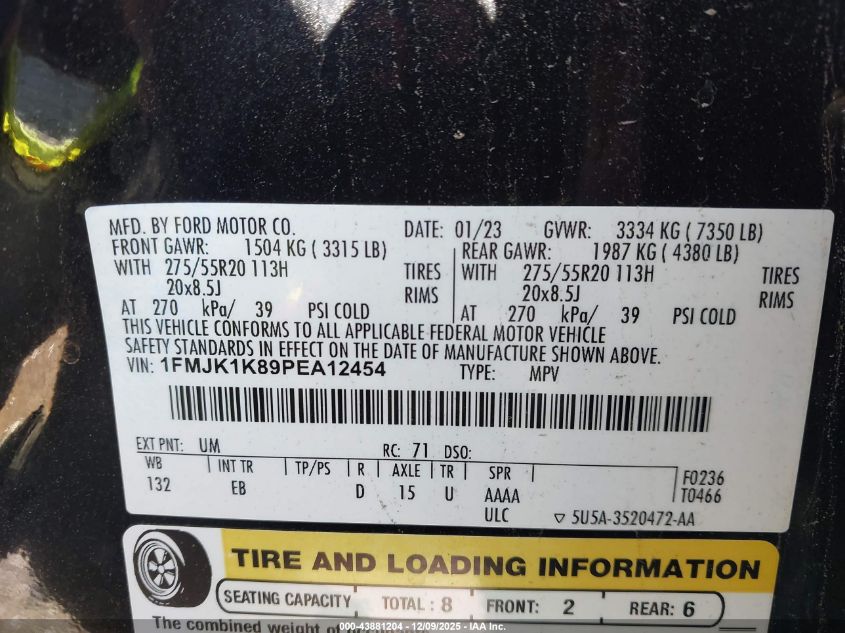 MFD. BY FORD MOTOR CO. DATE: 01/23 GVWR: 3334 KG ( 7350 LB)
FRONT GAWR: 1504 KG ( 3315 LB) REAR GAWR: 1987 KG ( 4380 LB)
WITH 275/55R20 113H TIRES WITH 275/55R20 113H TIRES
20x8.5J RIMS 20x8.5J RIMS
AT 270 kPa/ 39 PSI COLD AT 270 kPa/ 39 PSI COLD
THIS VEHICLE CONFORMS TO ALL APPLICABLE FEDERAL MOTOR VEHICLE
SAFETY STANDARDS IN EFFECT ON THE DATE OF MANUFACTURE SHOWN ABOVE.
VIN: 1FMJK1K89PEA12454 TYPE: MPV
EXT PNT: UM RC: 71 DSO:
WB INT TR TP/PS R AXLE TR SPR F0236
132 EB D 15 U AAAA T0466
ULC ▽ 5U5A-3520472-AA
TIRE AND LOADING INFORMATION
SEATING CAPACITY TOTAL : 8 FRONT: 2 REAR: 6
The combined weight of
000-43881204 - 12/09/2025 - IAA Inc.